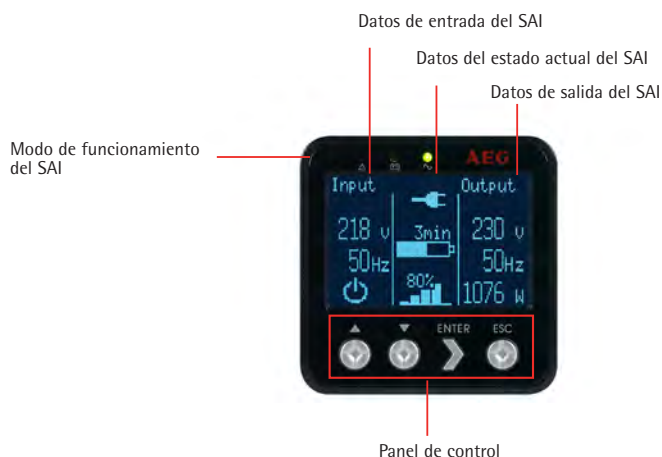 Datos de entrada del SAI
Datos del estado actual del SAI
Datos de salida del SAI
Modo de funcionamiento
del SAI
AEG
Input
Output
218 V
3min
230 V
50Hz
50Hz
80%
1076 W
ENTER
ESC
Panel de control